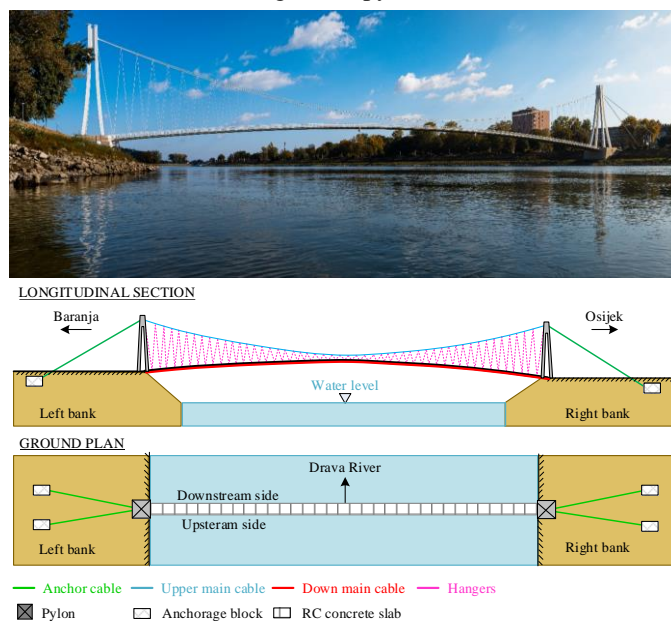 LONGITUDINAL SECTION
Baranja
Osijek
Water level
Left bank
Right bank
GROUND PLAN
Drava River
Downstream side
Upsteram side
Left bank
Right bank
Anchor cable
Upper main cable
Down main cable
Hangers
Pylon
Anchorage block
RC concrete slab